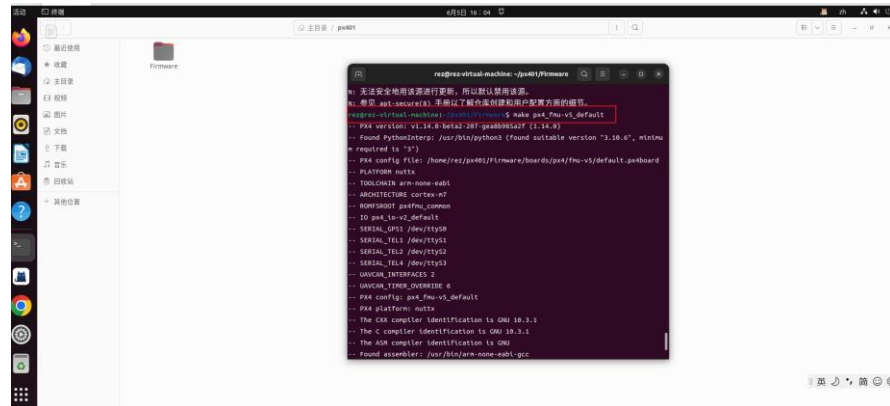 活动
终端
6月5日 16:04
zh
主目录 / px401
最近使用
收藏
主目录
视频
图片
文档
下载
音乐
回收站
+ 其他位置
Firmware
rez@rez-virtual-machine: ~/px401/Firmware
N: 无法安全地用该源进行更新，所以默认禁用该源。
N: 参见 apt-secure(8) 手册以了解仓库创建和用户配置方面的细节。
rez@rez-virtual-machine:~/px401/Firmware$ make px4_fmu-v5_default
-- PX4 version: v1.14.0-beta2-287-gea8b985a2f (1.14.0)
-- Found PythonInterp: /usr/bin/python3 (found suitable version "3.10.6", minimu
m required is "3")
-- PX4 config file: /home/rez/px401/Firmware/boards/px4/fmu-v5/default.px4board
-- PLATFORM nuttx
-- TOOLCHAIN arm-none-eabi
-- ARCHITECTURE cortex-m7
-- ROMFSROOT px4fmu_common
-- IO px4_io-v2_default
-- SERIAL_GPS1 /dev/ttyS0
-- SERIAL_TEL1 /dev/ttyS1
-- SERIAL_TEL2 /dev/ttyS2
-- SERIAL_TEL4 /dev/ttyS3
-- UAVCAN_INTERFACES 2
-- UAVCAN_TIMER_OVERRIDE 6
-- PX4 config: px4_fmu-v5_default
-- PX4 platform: nuttx
-- The CXX compiler identification is GNU 10.3.1
-- The C compiler identification is GNU 10.3.1
-- The ASM compiler identification is GNU
-- Found assembler: /usr/bin/arm-none-eabi-gcc
英 简